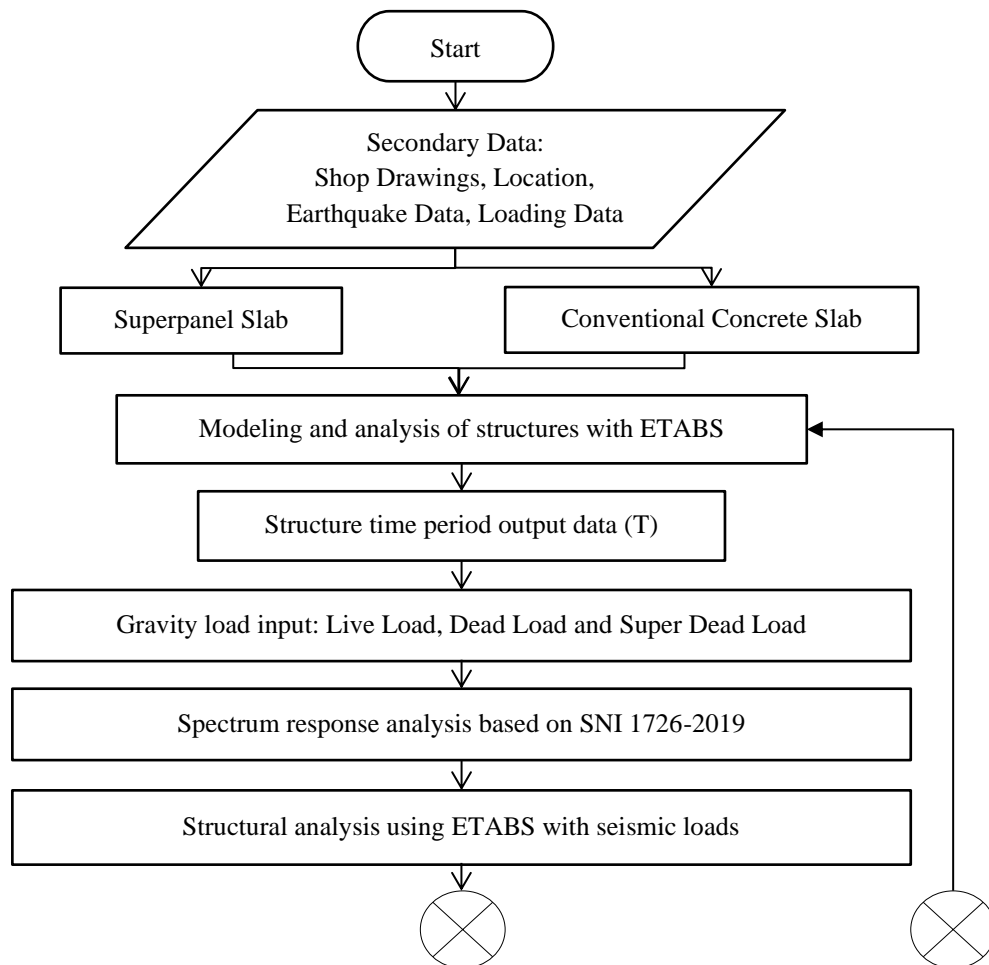 Start
Secondary Data:
Shop Drawings, Location,
Earthquake Data, Loading Data
Superpanel Slab
Conventional Concrete Slab
Modeling and analysis of structures with ETABS
Structure time period output data (T)
Gravity load input: Live Load, Dead Load and Super Dead Load
Spectrum response analysis based on SNI 1726-2019
Structural analysis using ETABS with seismic loads